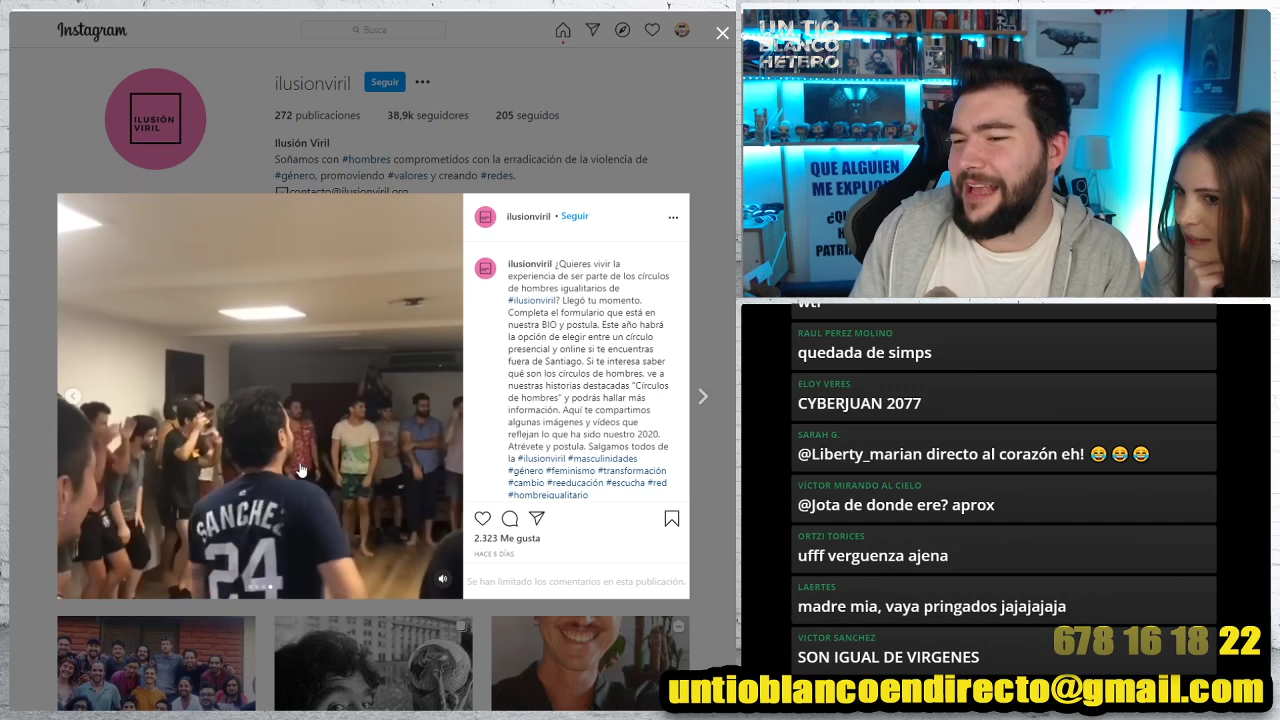 Instagram
Busca
ilusionviril
Seguir
272 publicaciones
38,9k seguidores
205 seguidos
Ilusión Viril
Soñamos con #hombres comprometidos con la erradicación de la violencia de
#género, promoviendo #valores y creando #redes.
contacto@ilusionviril.org
ILUSIÓN
VIRIL
SANCHE
24
ilusionviril • Seguir
ilusionviril ¿Quieres vivir la
experiencia de ser parte de los círculos
de hombres igualitarios de
#ilusionviril? Llegó tu momento.
Completa el formulario que está en
nuestra BIO y postula. Este año habrá
la opción de elegir entre un círculo
presencial y online si te encuentras
fuera de Santiago. Si te interesa saber
qué son los círculos de hombres, ve a
nuestras historias destacadas "Círculos
de hombres" y podrás hallar más
información. Aquí te compartimos
algunas imágenes y vídeos que
reflejan lo que ha sido nuestro 2020.
Atrévete y postula. Salgamos todos de
la #ilusionviril #masculinidades
#género #feminismo #transformación
#cambio #reeducación #escucha #red
#hombreigualitario
2.323 Me gusta
HACE 5 DÍAS
Se han limitado los comentarios en esta publicación.
UN TIO
BLANCO
HETERO
QUE ALGUIEN
ME EXPLIQ
wtf
RAUL PEREZ MOLINO
quedada de simps
ELOY VERES
CYBERJUAN 2077
SARAH G.
@Liberty_marian directo al corazón eh! 😂 😂 😂
VÍCTOR MIRANDO AL CIELO
@Jota de donde ere? aprox
ORTZI TORICES
ufff verguenza ajena
LAERTES
madre mia, vaya pringados jajajajaja
VICTOR SANCHEZ
SON IGUAL DE VIRGENES
678 16 18 22
untioblancoendirecto@gmail.com